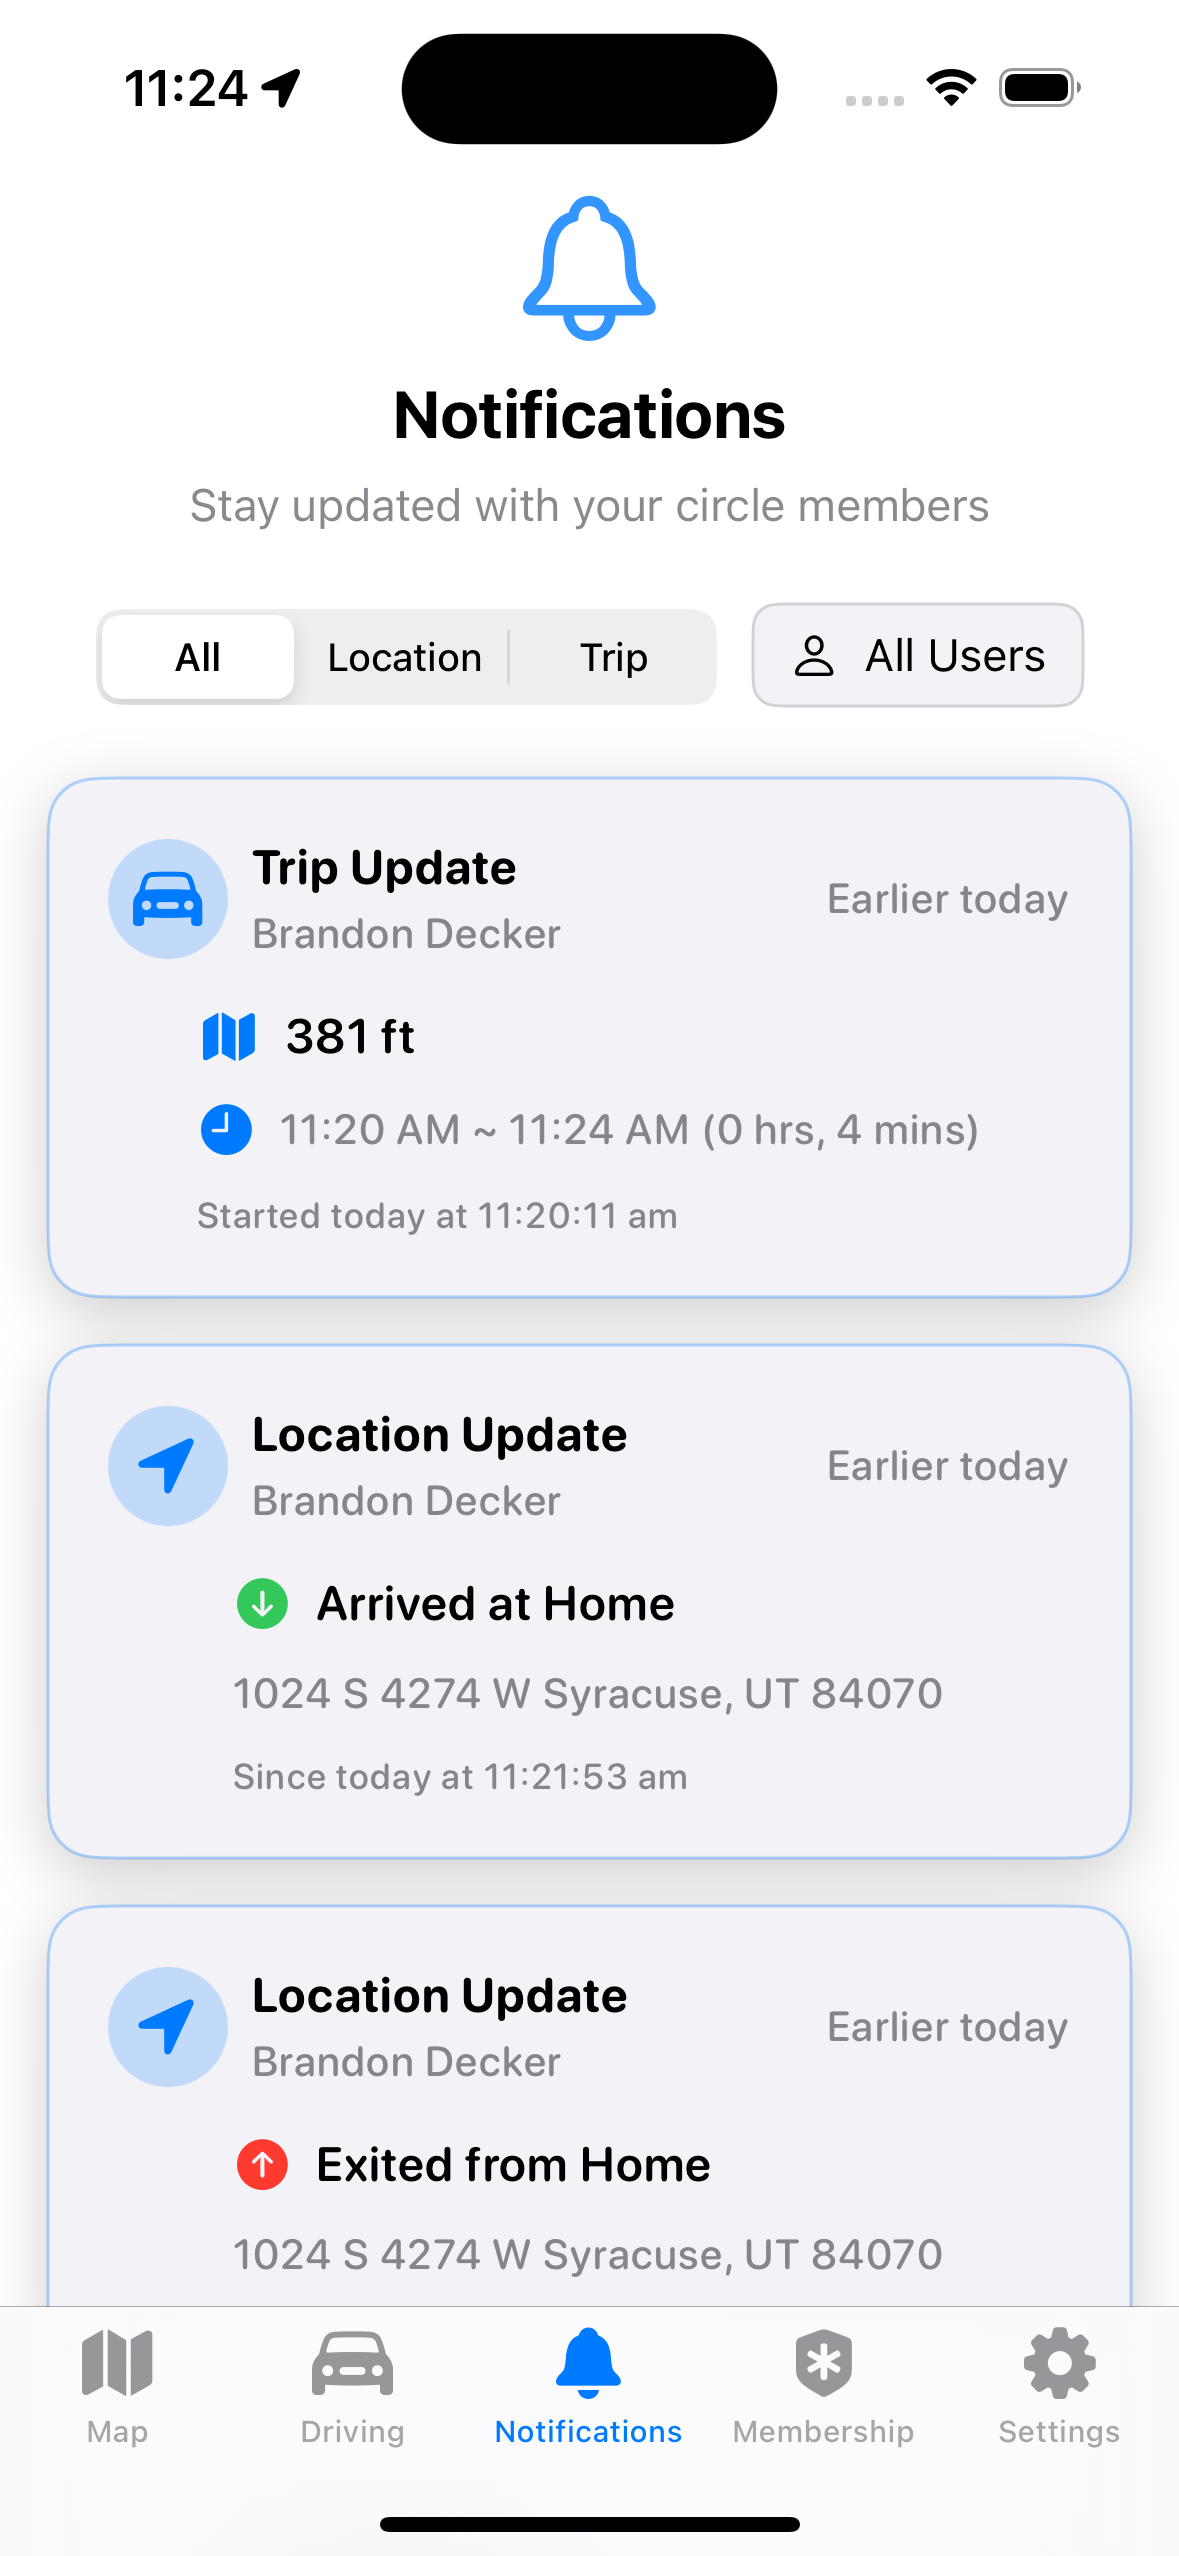 11:24
Notifications
Stay updated with your circle members
All
Location
Trip
All Users
Trip Update
Earlier today
Brandon Decker
381 ft
11:20 AM ~ 11:24 AM (0 hrs, 4 mins)
Started today at 11:20:11 am
Location Update
Earlier today
Brandon Decker
Arrived at Home
1024 S 4274 W Syracuse, UT 84070
Since today at 11:21:53 am
Location Update
Earlier today
Brandon Decker
Exited from Home
1024 S 4274 W Syracuse, UT 84070
Map
Driving
Notifications
Membership
Settings